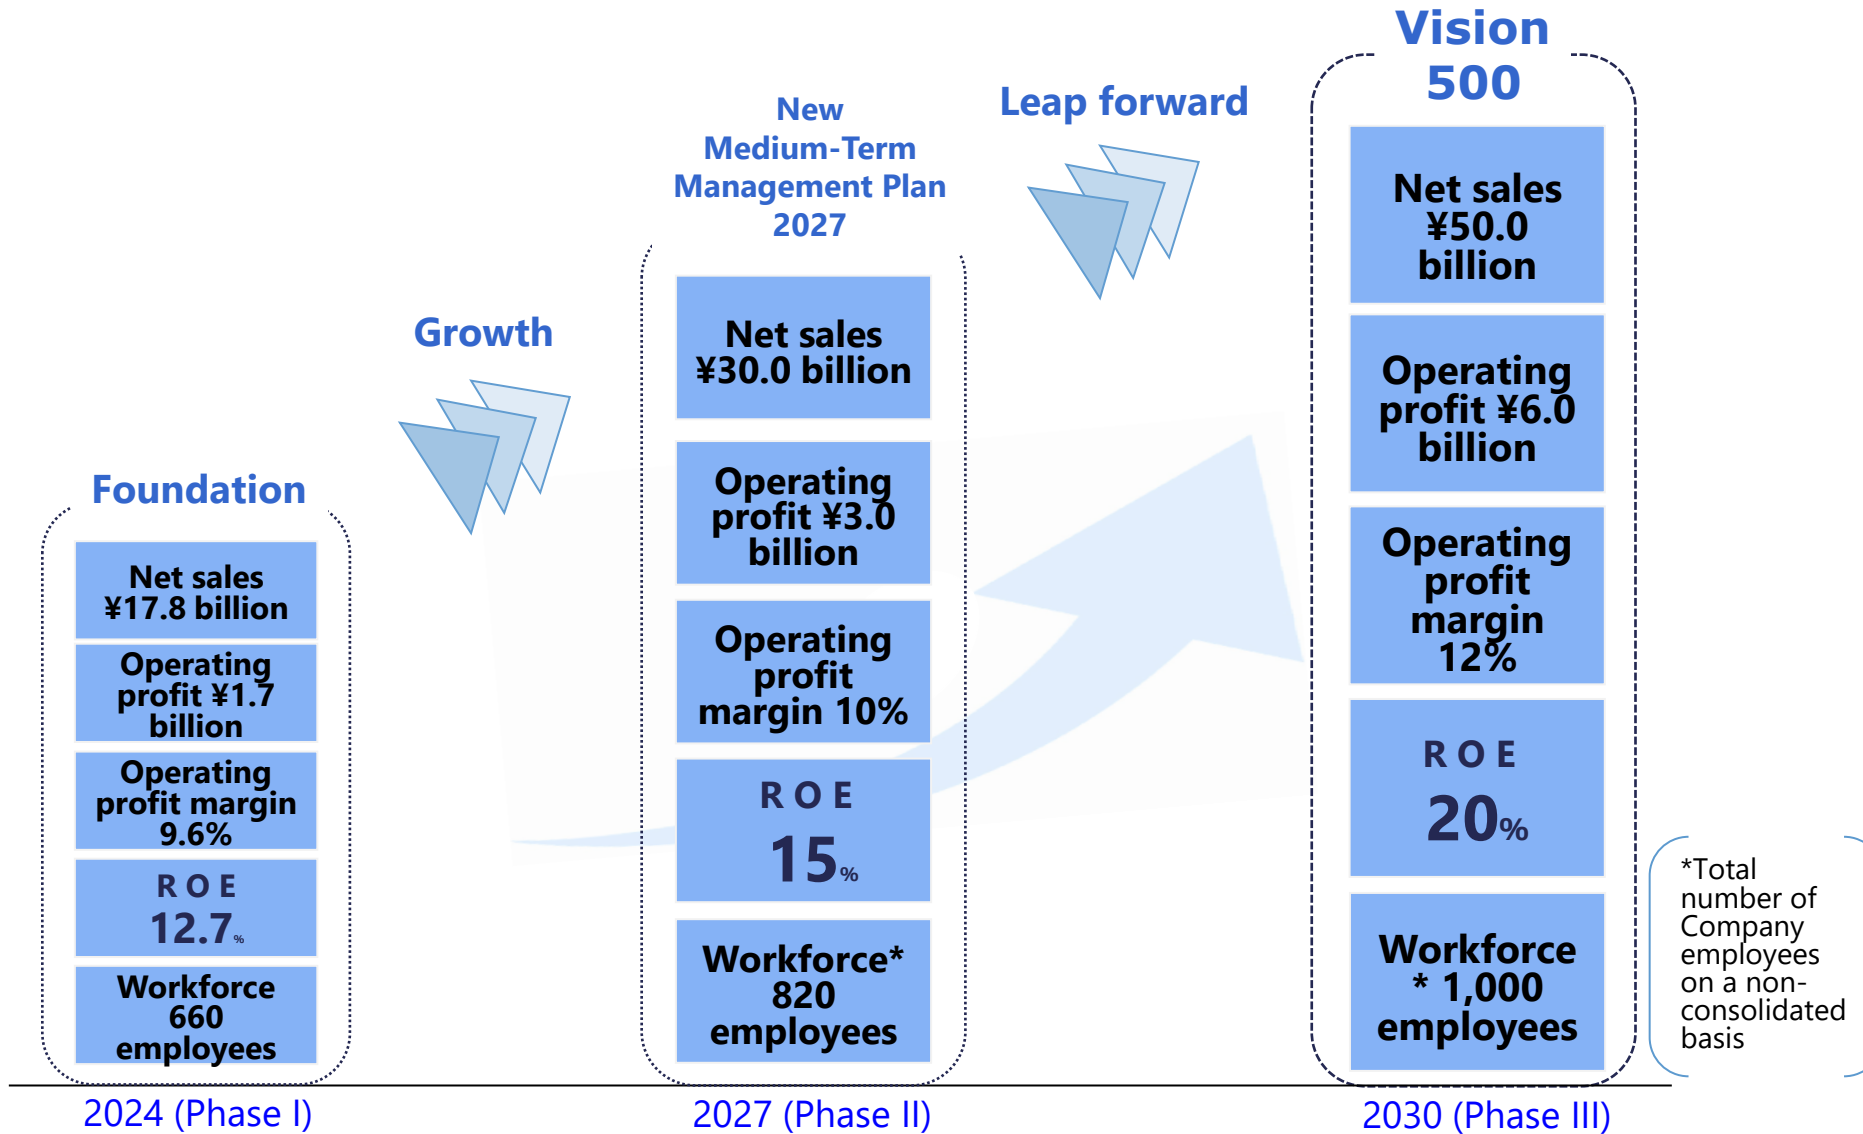 Foundation
Net sales
¥17.8 billion
Operating
profit ¥1.7
billion
Operating
profit margin
9.6%
R O E
12.7%
Workforce
660
employees
2024 (Phase I)
Growth
New
Medium-Term
Management Plan
2027
Net sales
¥30.0 billion
Operating
profit ¥3.0
billion
Operating
profit
margin 10%
R O E
15%
Workforce*
820
employees
2027 (Phase II)
Leap forward
Vision
500
Net sales
¥50.0
billion
Operating
profit ¥6.0
billion
Operating
profit
margin
12%
R O E
20%
Workforce
* 1,000
employees
2030 (Phase III)
*Total
number of
Company
employees
on a non-
consolidated
basis